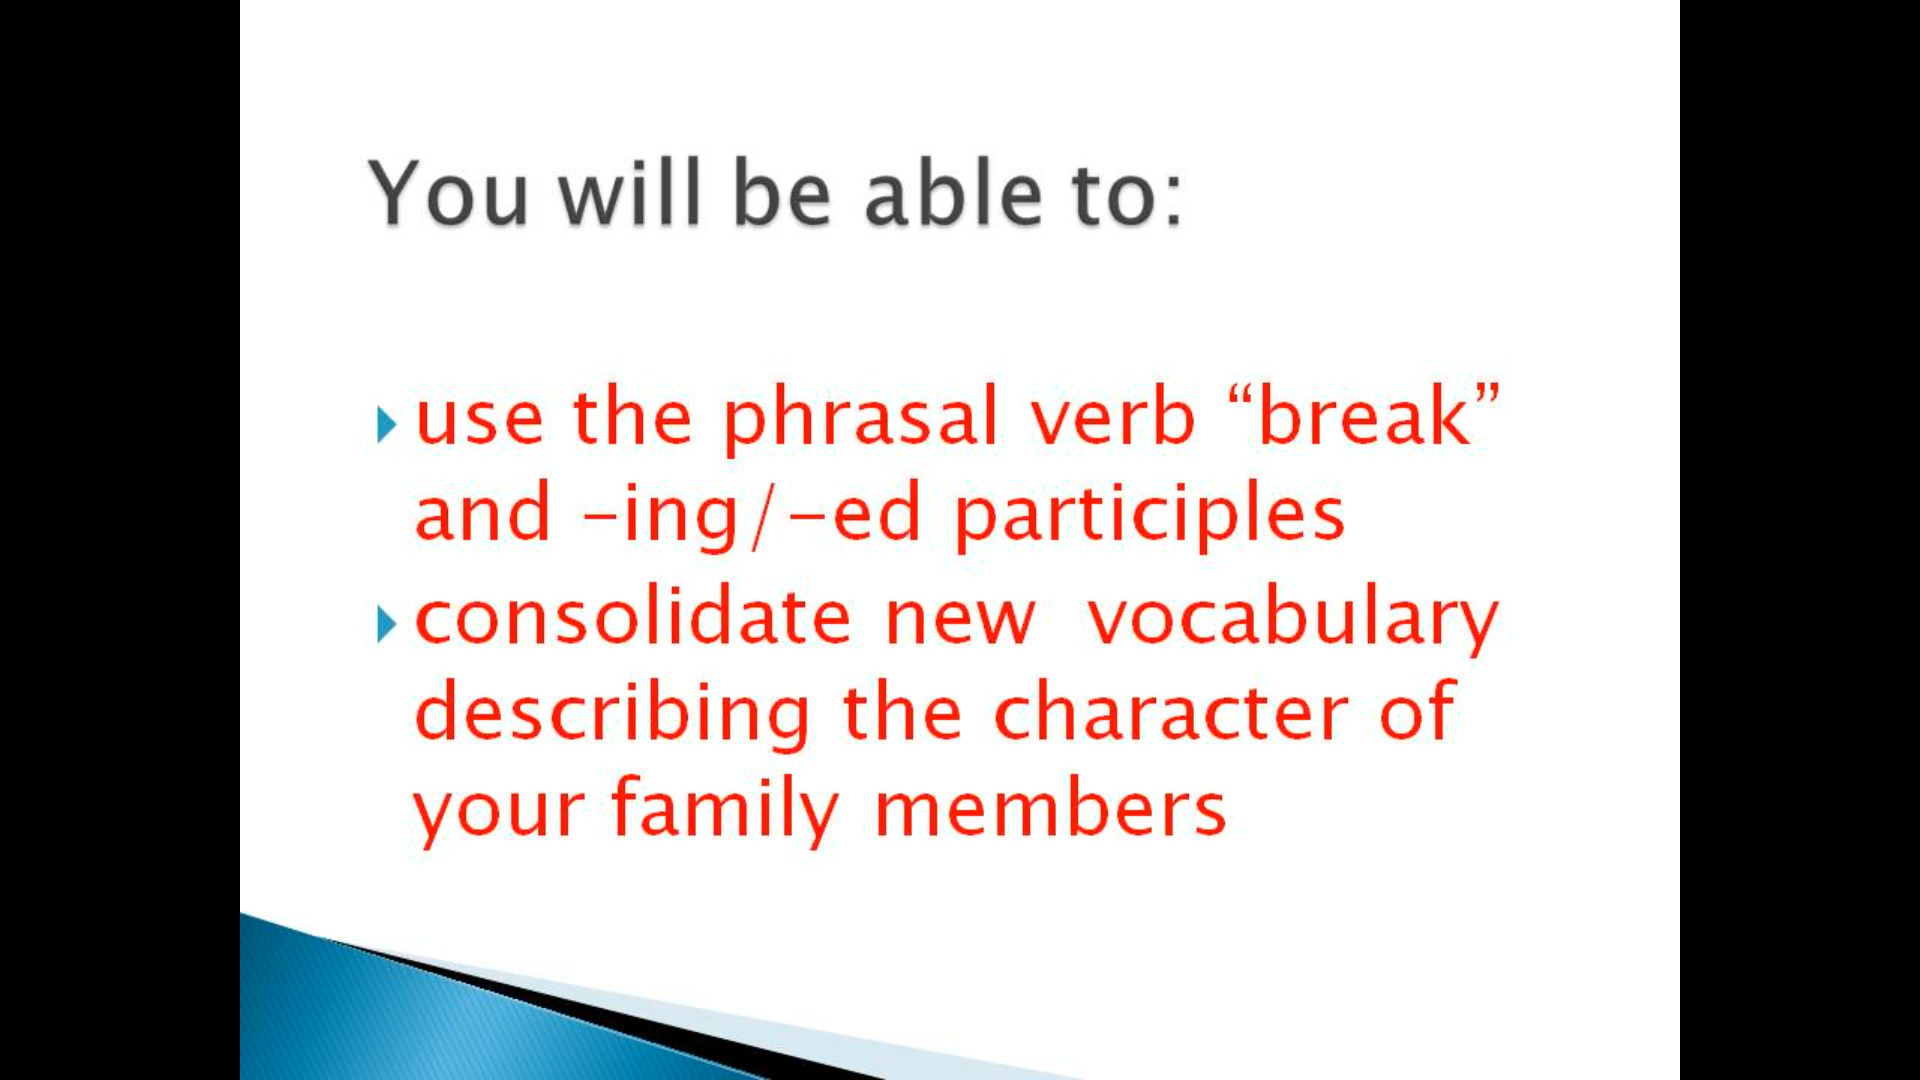 You will be able to:
use the phrasal verb “break”
and -ing/-ed participles
consolidate new  vocabulary
describing the character of
your family members